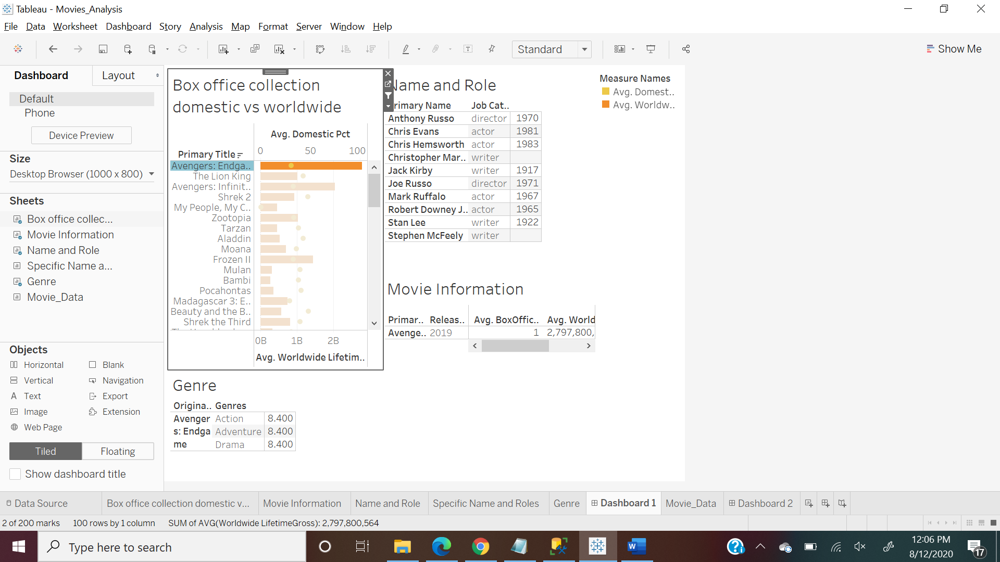 Tableau - Movies_Analysis
File Data Worksheet Dashboard Story Analysis Map Format Server Window Help
Standard
Show Me
Dashboard
Layout
Default
Phone
Device Preview
Size
Desktop Browser (1000 x 800)
Sheets
Box office collec...
Movie Information
Name and Role
Specific Name a...
Genre
Movie_Data
Objects
Horizontal
Blank
Vertical
Navigation
Text
Export
Image
Extension
Web Page
Tiled
Floating
Show dashboard title
Box office collection
domestic vs worldwide
Avg. Domestic Pct
0 50 100
Primary Title
Avengers: Endga..
The Lion King
Avengers: Infinit..
Shrek 2
My People, My C..
Zootopia
Tarzan
Aladdin
Moana
Frozen II
Mulan
Bambi
Pocahontas
Madagascar 3: E..
Beauty and the B..
Shrek the Third
0B 1B 2B
Avg. Worldwide Lifetim..
Name and Role
Primary Name Job Cat..
Anthony Russo director 1970
Chris Evans actor 1981
Chris Hemsworth actor 1983
Christopher Mar.. writer
Jack Kirby writer 1917
Joe Russo director 1971
Mark Ruffalo actor 1967
Robert Downey J.. actor 1965
Stan Lee writer 1922
Stephen McFeely writer
Measure Names
Avg. Domest..
Avg. Worldw..
Movie Information
Primar.. Releas.. Avg. BoxOffic.. Avg. World
Avenge.. 2019 1 2,797,800,
Genre
Origina.. Genres
Avenger Action 8.400
s: Endga Adventure 8.400
me Drama 8.400
Data Source
Box office collection domestic v...
Movie Information
Name and Role
Specific Name and Roles
Genre
Dashboard 1
Movie_Data
Dashboard 2
2 of 200 marks 100 rows by 1 column SUM of AVG(Worldwide LifetimeGross): 2,797,800,564
Type here to search
12:06 PM
8/12/2020
17